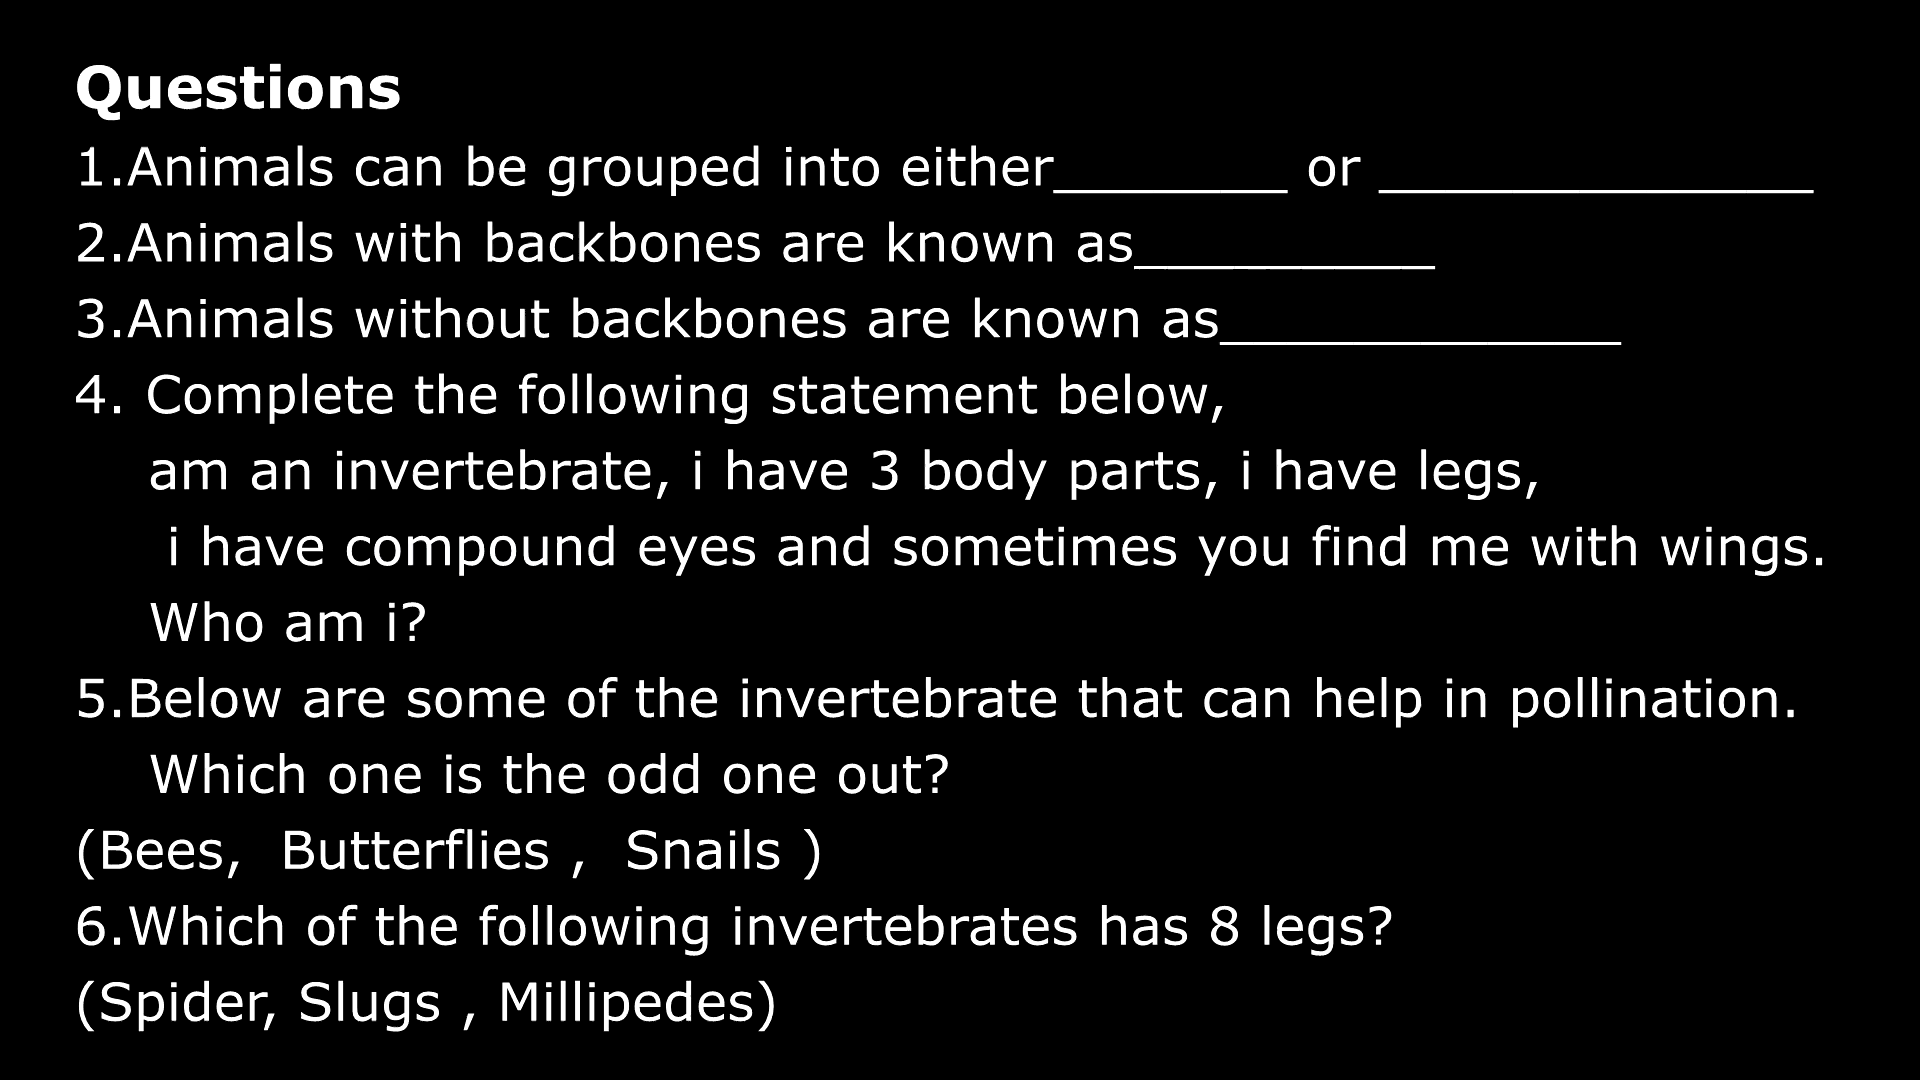 Questions
1.Animals can be grouped into either_______ or _____________
2.Animals with backbones are known as_________
3.Animals without backbones are known as____________
4. Complete the following statement below,
am an invertebrate, i have 3 body parts, i have legs,
i have compound eyes and sometimes you find me with wings.
Who am i?
5.Below are some of the invertebrate that can help in pollination.
Which one is the odd one out?
(Bees,  Butterflies ,  Snails )
6.Which of the following invertebrates has 8 legs?
(Spider, Slugs , Millipedes)